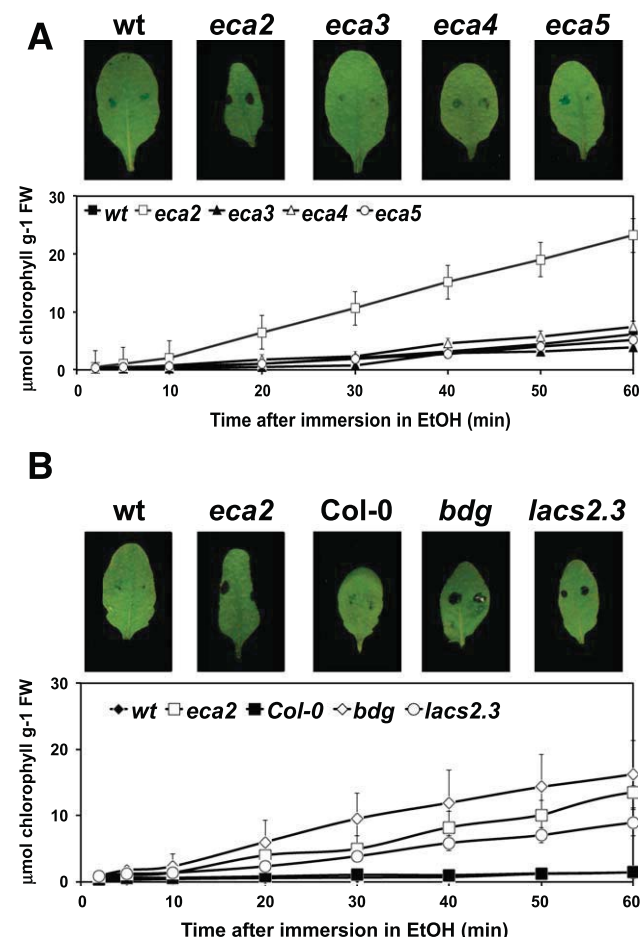 A
wt eca2 eca3 eca4 eca5
30
wt eca2 eca3 eca4 eca5
20
10
0
μmol chlorophyll g-1 FW
0 10 20 30 40 50 60
Time after immersion in EtOH (min)
B
wt eca2 Col-0 bdg lacs2.3
30
wt eca2 Col-0 bdg lacs2.3
20
10
0
μmol chlorophyll g-1 FW
0 10 20 30 40 50 60
Time after immersion in EtOH (min)